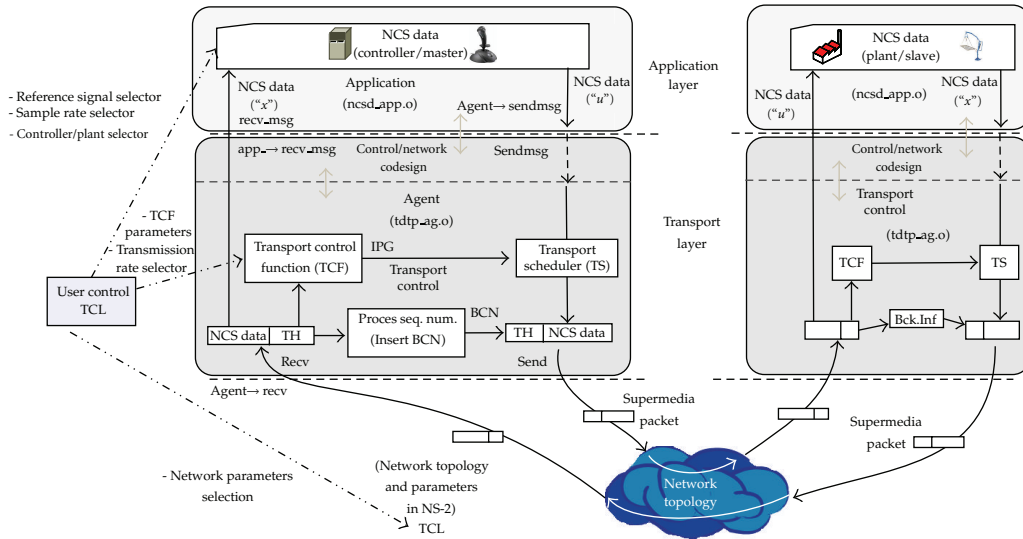 NCS data
(controller/master)
NCS data
("x")
recv_msg
Application
(ncsd_app.o)
Agent→ sendmsg
NCS data
("u")
Application
layer
NCS data
(plant/slave)
NCS data
("u")
(ncsd_app.o)
NCS data
("x")
- Reference signal selector
- Sample rate selector
- Controller/plant selector
app_→ recv_msg
Control/network
codesign
Sendmsg
Agent
(tdtp_ag.o)
- TCF
parameters
- Transmission
rate selector
Transport control
function (TCF)
IPG
Transport
control
Transport
scheduler (TS)
Transport
layer
Control/network
codesign
Transport
control
(tdtp_ag.o)
TCF
TS
User control
TCL
NCS data
TH
Proces seq. num.
(Insert BCN)
BCN
TH
NCS data
Bck.Inf
Recv
Send
Agent→ recv
Supermedia
packet
Supermedia
packet
- Network parameters
selection
(Network topology
and parameters
in NS-2)
TCL
Network
topology